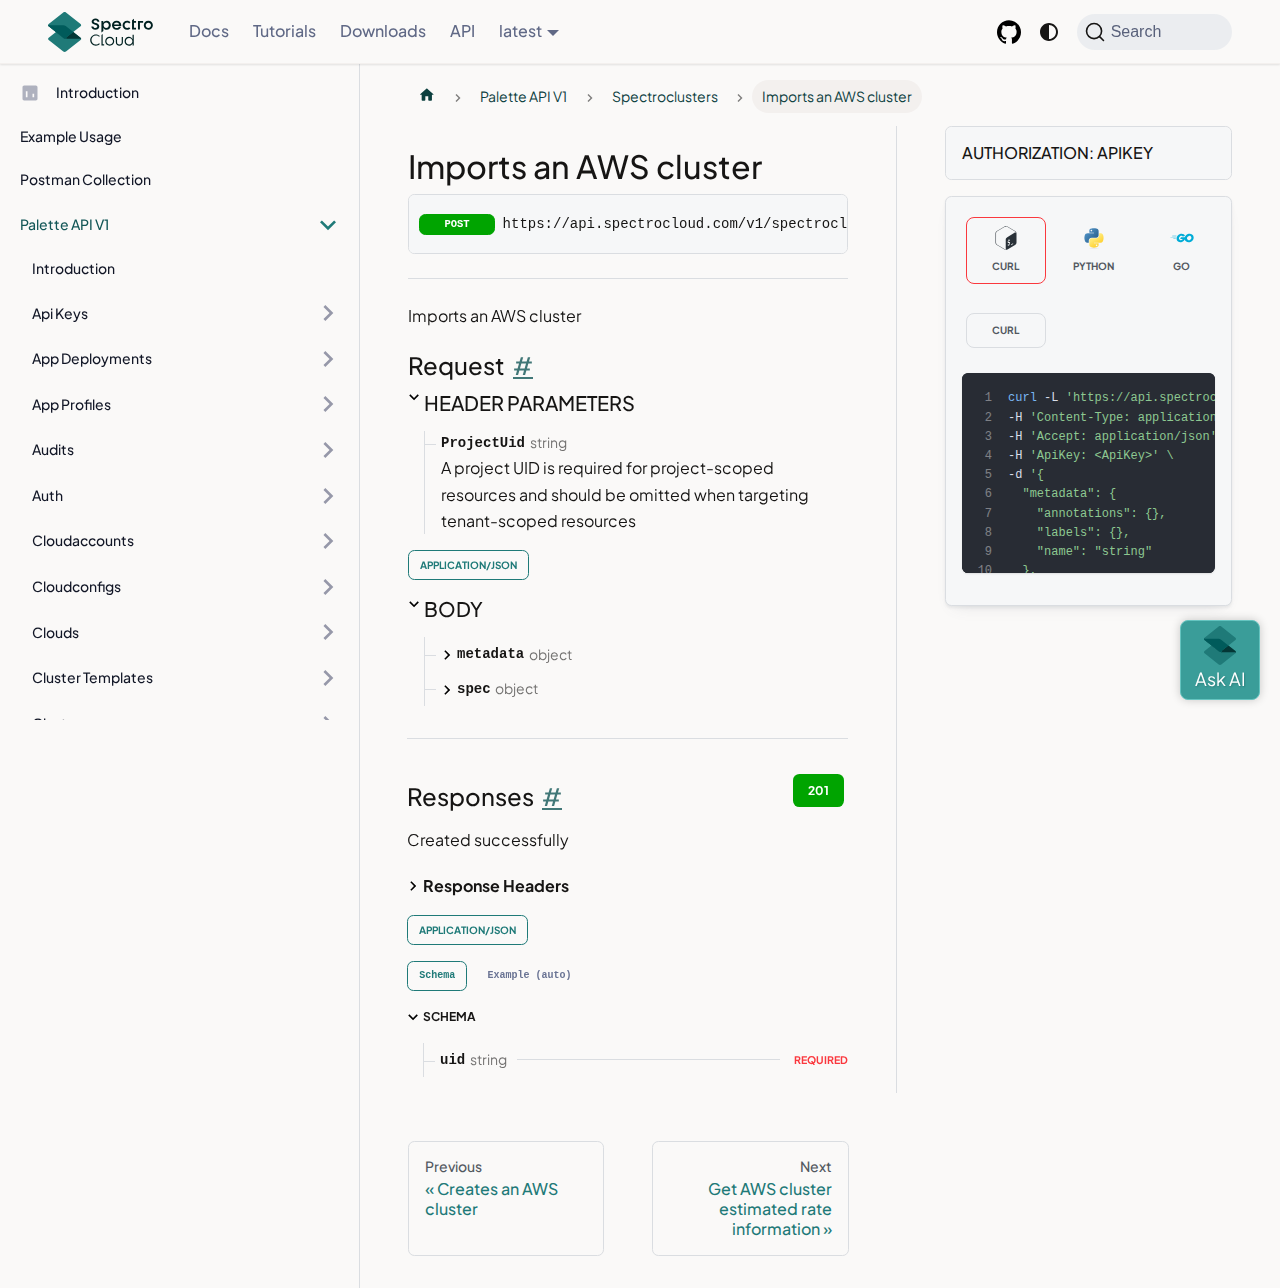 Spectro
Cloud
Docs
Tutorials
Downloads
API
latest
Search
Introduction
Example Usage
Postman Collection
Palette API V1
Introduction
Api Keys
App Deployments
App Profiles
Audits
Auth
Cloudaccounts
Cloudconfigs
Clouds
Cluster Templates
Palette API V1
Spectroclusters
Imports an AWS cluster
Imports an AWS cluster
POST
https://api.spectrocloud.com/v1/spectrocl
Imports an AWS cluster
Request #
HEADER PARAMETERS
ProjectUid string
A project UID is required for project-scoped
resources and should be omitted when targeting
tenant-scoped resources
APPLICATION/JSON
BODY
metadata object
spec object
Responses #
201
Created successfully
Response Headers
APPLICATION/JSON
Schema
Example (auto)
SCHEMA
uid string
REQUIRED
Previous
« Creates an AWS
cluster
Next
Get AWS cluster
estimated rate
information »
AUTHORIZATION: APIKEY
CURL
PYTHON
GO
CURL
1 curl -L 'https://api.spectroc
2 -H 'Content-Type: application
3 -H 'Accept: application/json'
4 -H 'ApiKey: <ApiKey>' \
5 -d '{
6 "metadata": {
7 "annotations": {},
8 "labels": {},
9 "name": "string"
10 },
Ask AI